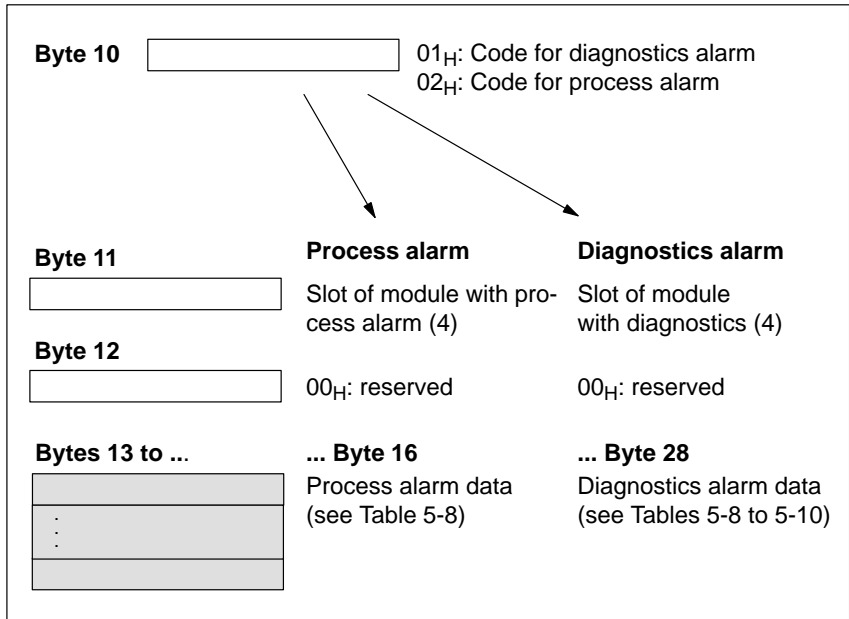 Byte 10
01H: Code for diagnostics alarm
02H: Code for process alarm
Byte 11
Process alarm
Diagnostics alarm
Slot of module with pro-
cess alarm (4)
Slot of module
with diagnostics (4)
Byte 12
00H: reserved
00H: reserved
Bytes 13 to ...
... Byte 16
... Byte 28
Process alarm data
(see Table 5-8)
Diagnostics alarm data
(see Tables 5-8 to 5-10)